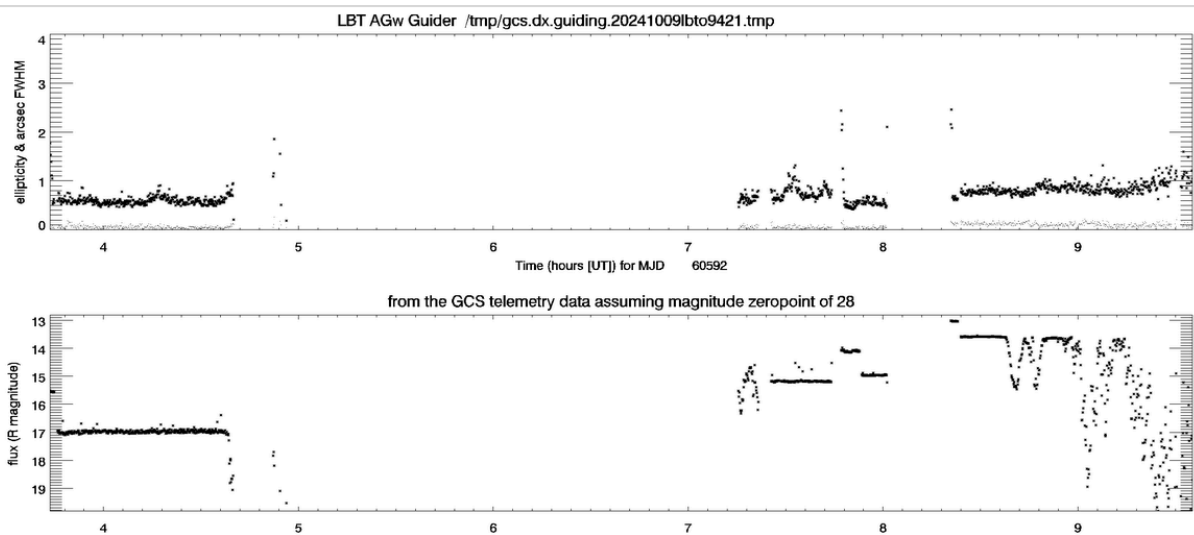 LBT AGw Guider /tmp/gcs.dx.guiding.20241009lbto9421.tmp
ellipticity & arcsec FWHM
4
3
2
1
0
4 5 6 7 8 9
Time (hours [UT]) for MJD 60592
from the GCS telemetry data assuming magnitude zeropoint of 28
flux (R magnitude)
13
14
15
16
17
18
19
4 5 6 7 8 9